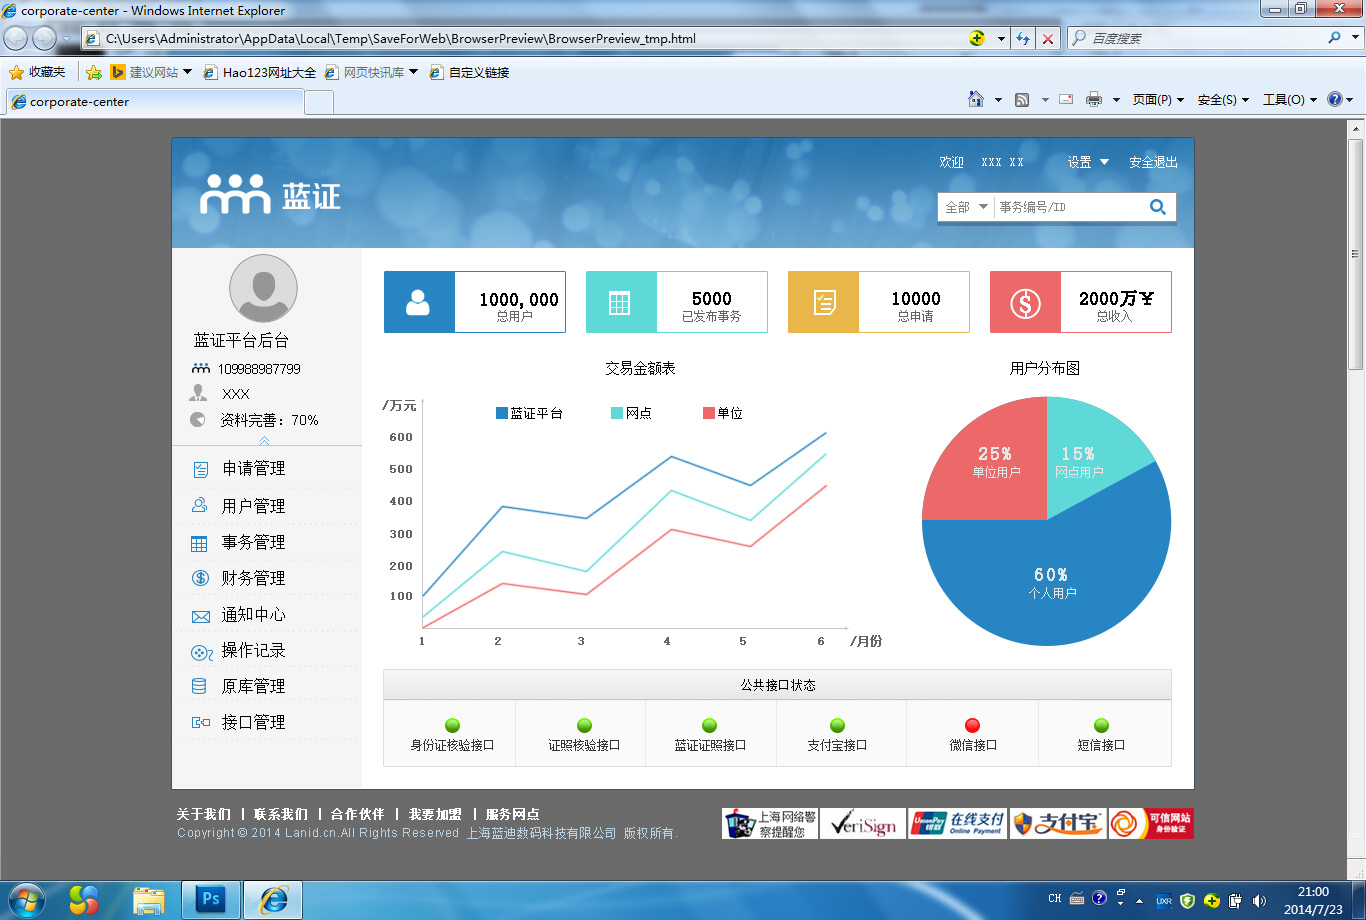 corporate-center - Windows Internet Explorer
C:\Users\Administrator\AppData\Local\Temp\SaveForWeb\BrowserPreview\BrowserPreview_tmp.html
百度搜索
收藏夹
建议网站
Hao123网址大全
网页快讯库
自定义链接
corporate-center
页面(P)
安全(S)
工具(O)
欢迎 XXX XX 设置 安全退出
蓝证
全部 事务编号/ID
1000,000
总用户
5000
已发布事务
10000
总申请
2000万¥
总收入
蓝证平台后台
109988987799
XXX
资料完善：70%
申请管理
用户管理
事务管理
财务管理
通知中心
操作记录
原库管理
接口管理
交易金额表
/万元
蓝证平台 网点 单位
600
500
400
300
200
100
1 2 3 4 5 6 /月份
用户分布图
25%
单位用户
15%
网点用户
60%
个人用户
公共接口状态
身份证核验接口 证照核验接口 蓝证证照接口 支付宝接口 微信接口 短信接口
关于我们 | 联系我们 | 合作伙伴 | 我要加盟 | 服务网点
Copyright © 2014 Lanid.cn.All Rights Reserved 上海蓝迪数码科技有限公司 版权所有.
上海网络警
察提醒您
VeriSign
UnionPay
银联
在线支付
Online Payment
支付宝
可信网站
身份验证
Ps
CH
UXR
21:00
2014/7/23